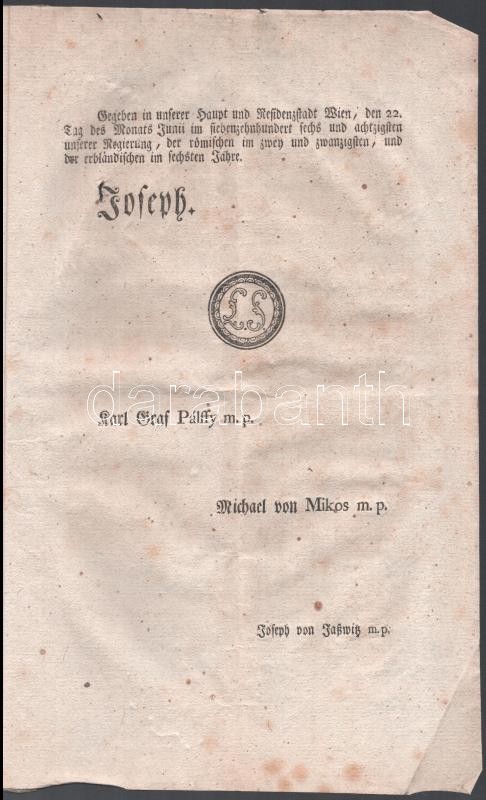 Gegeben in unserer Haupt und Residenzstadt Wien, den 22.
Tag des Monats Junii im siebenzehnhundert sechs und achtzigsten
unserer Regierung, der römischen im zwey und zwanzigsten, und
der erbländischen im sechsten Jahre.
Joseph.
L.S.
darabanth
Karl Graf Pálffy m. p.
Michael von Mikos m. p.
Joseph von Jaßwitz m. p.